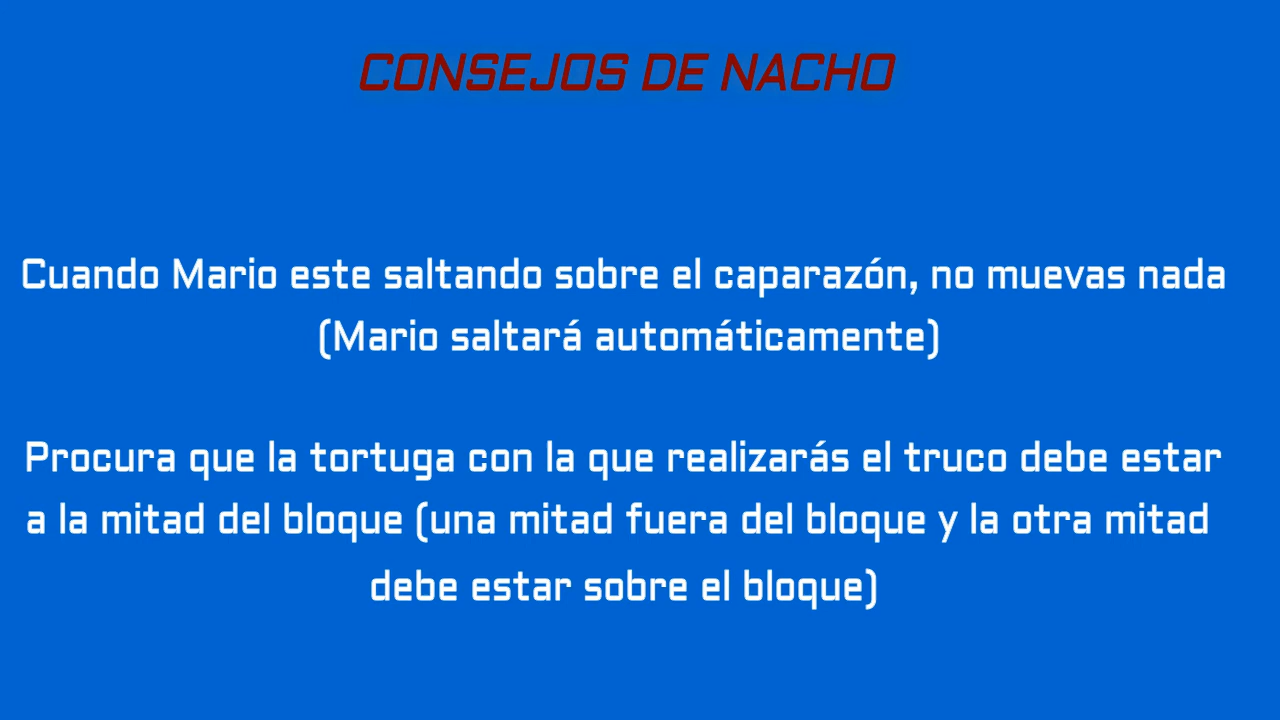 CONSEJOS DE NACHO
Cuando Mario este saltando sobre el caparazón, no muevas nada
(Mario saltará automáticamente)
Procura que la tortuga con la que realizarás el truco debe estar
a la mitad del bloque (una mitad fuera del bloque y la otra mitad
debe estar sobre el bloque)